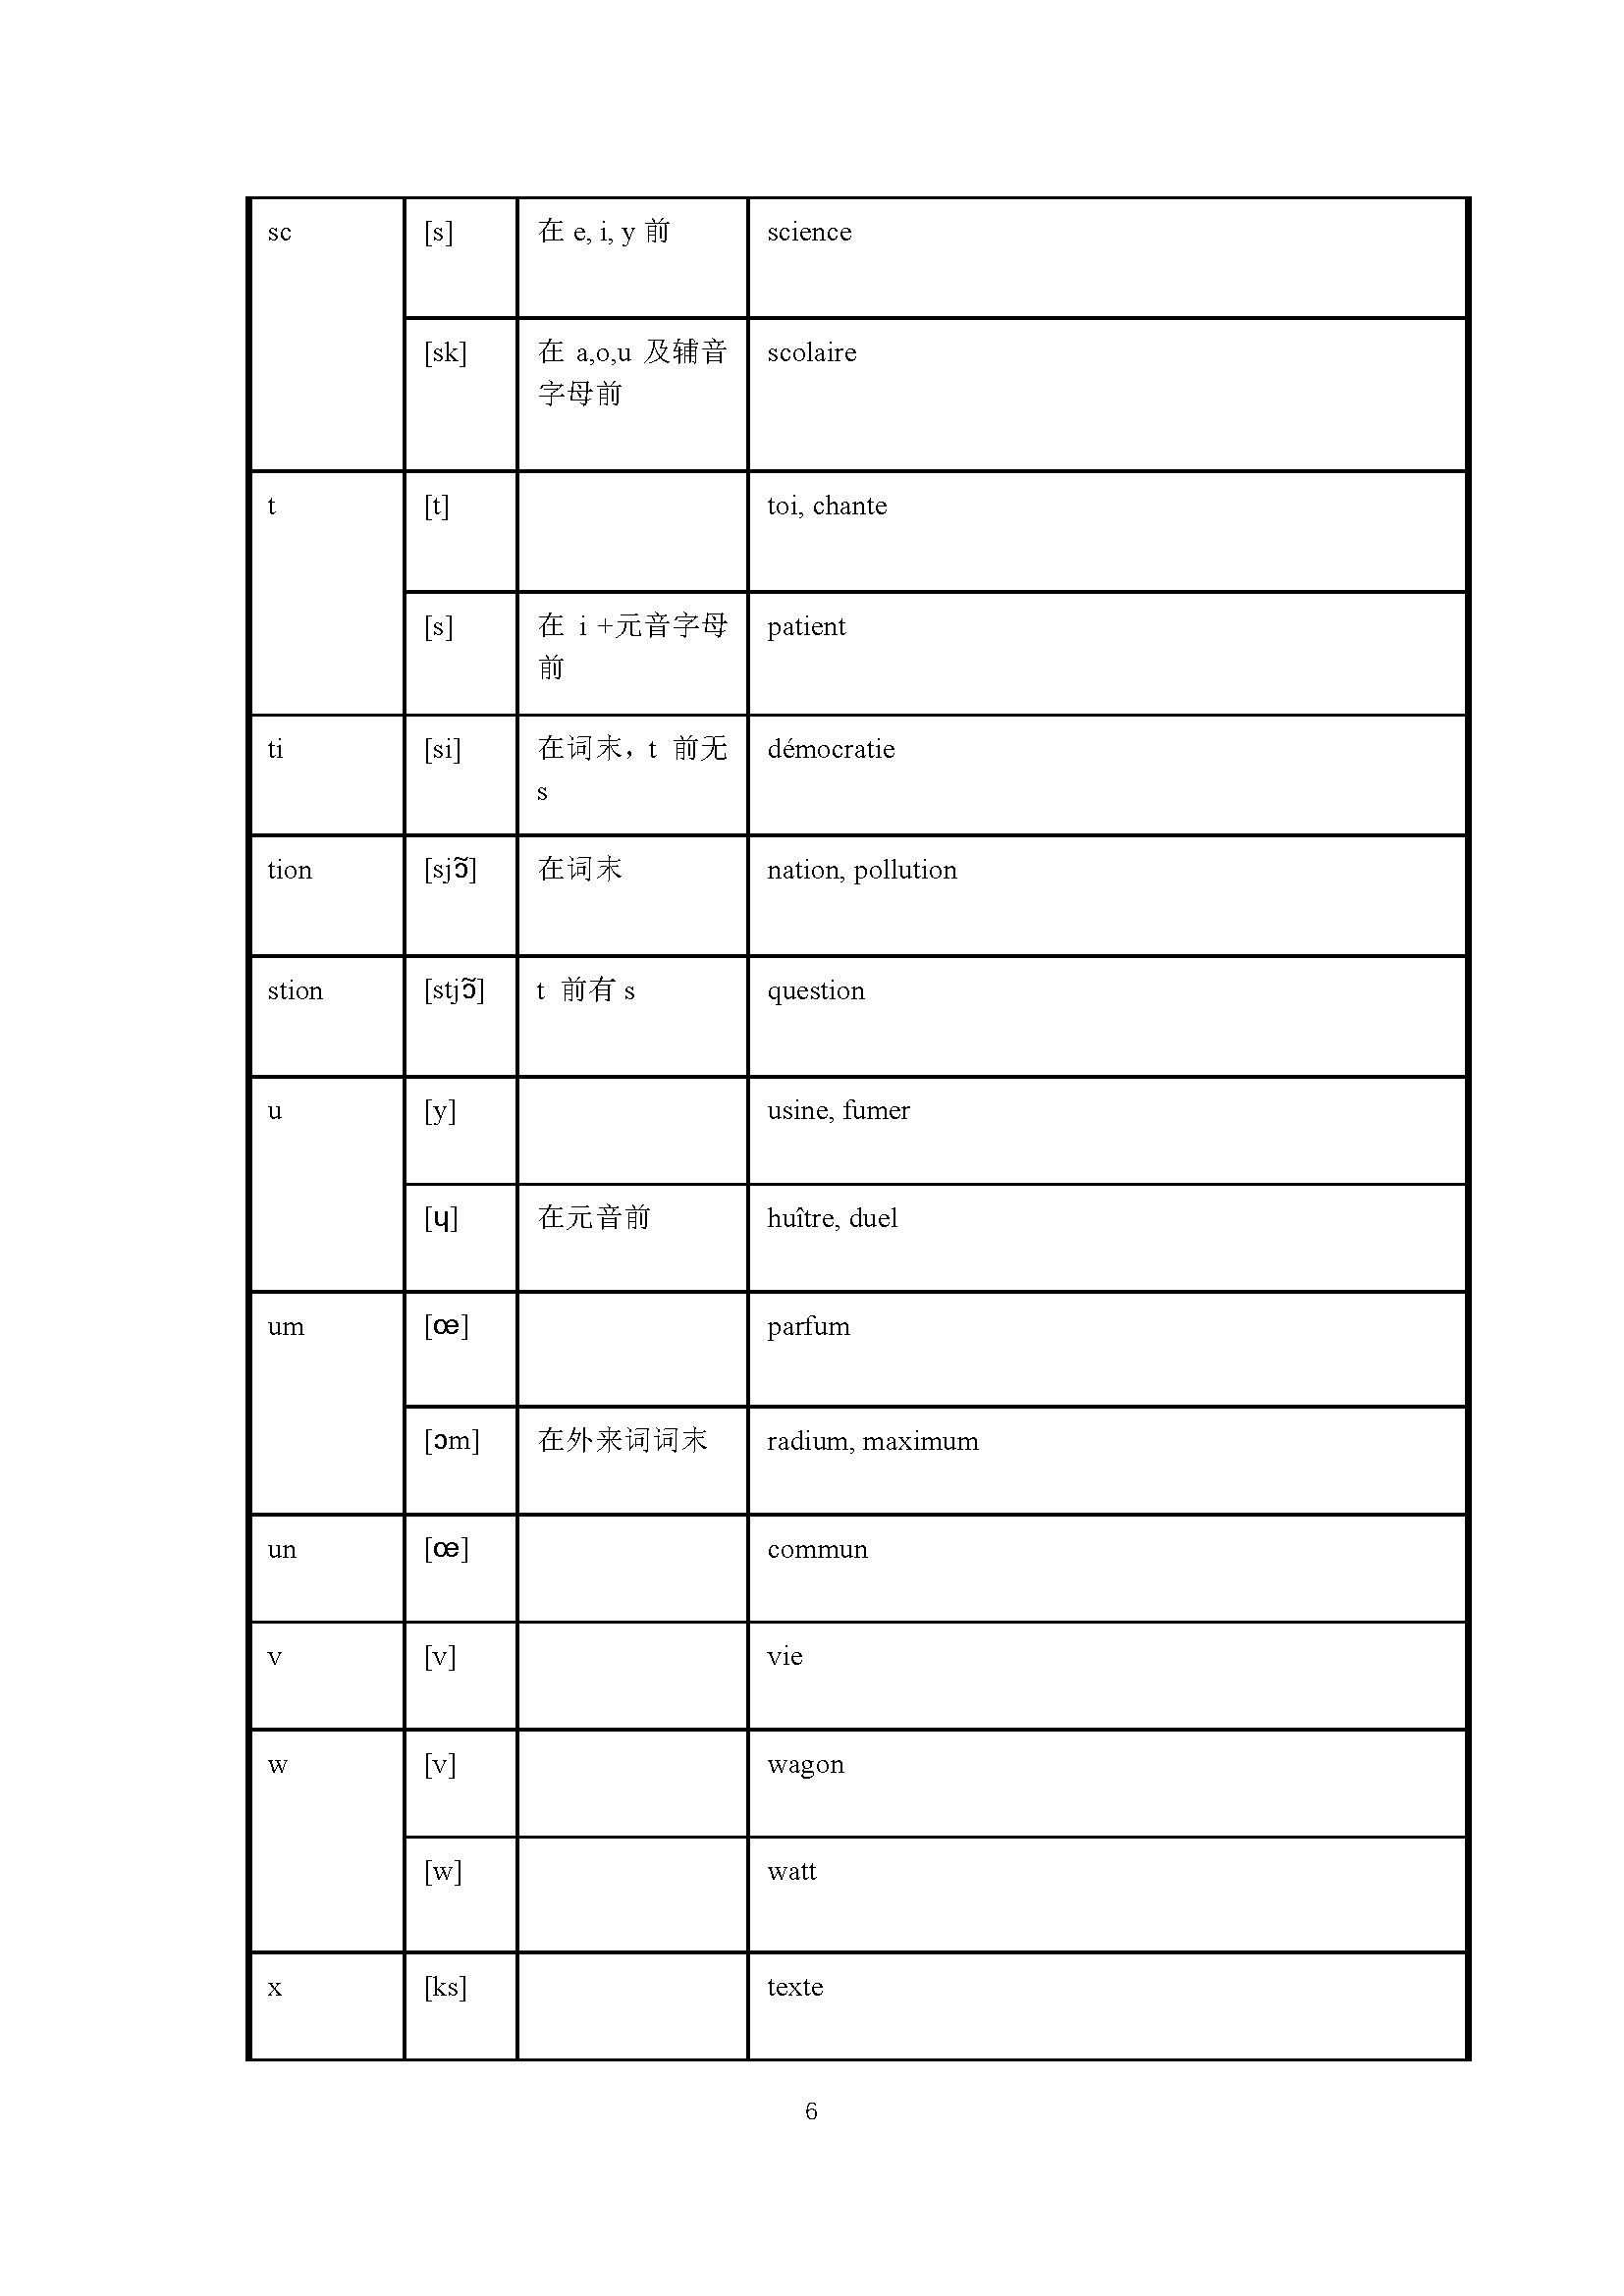 sc [s] 在 e, i, y 前 science
[sk] 在 a,o,u 及辅音 scolaire
字母前
t [t] toi, chante
[s] 在 i +元音字母 patient
前
ti [si] 在词末，t 前无 démocratie
s
tion [sjɔ̃] 在词末 nation, pollution
stion [stjɔ̃] t 前有 s question
u [y] usine, fumer
[ɥ] 在元音前 huître, duel
um [œ] parfum
[ɔm] 在外来词词末 radium, maximum
un [œ] commun
v [v] vie
w [v] wagon
[w] watt
x [ks] texte
6